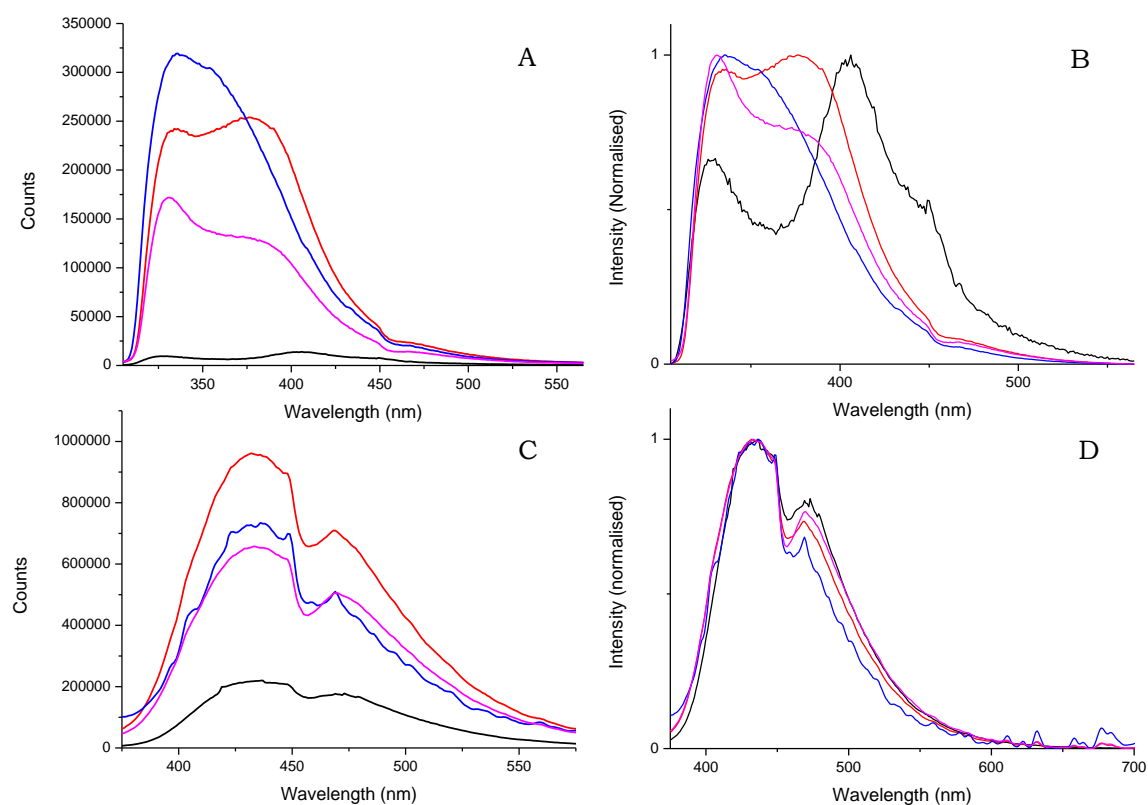 A
350000
300000
250000
200000
150000
100000
50000
0
Counts
350
400
450
500
550
Wavelength (nm)
B
1
0
1
Intensity (Normalised)
400
500
Wavelength (nm)
C
1000000
800000
600000
400000
200000
0
Counts
400
450
500
550
Wavelength (nm)
D
1
0
1
Intensity (normalised)
400
500
600
700
Wavelength (nm)